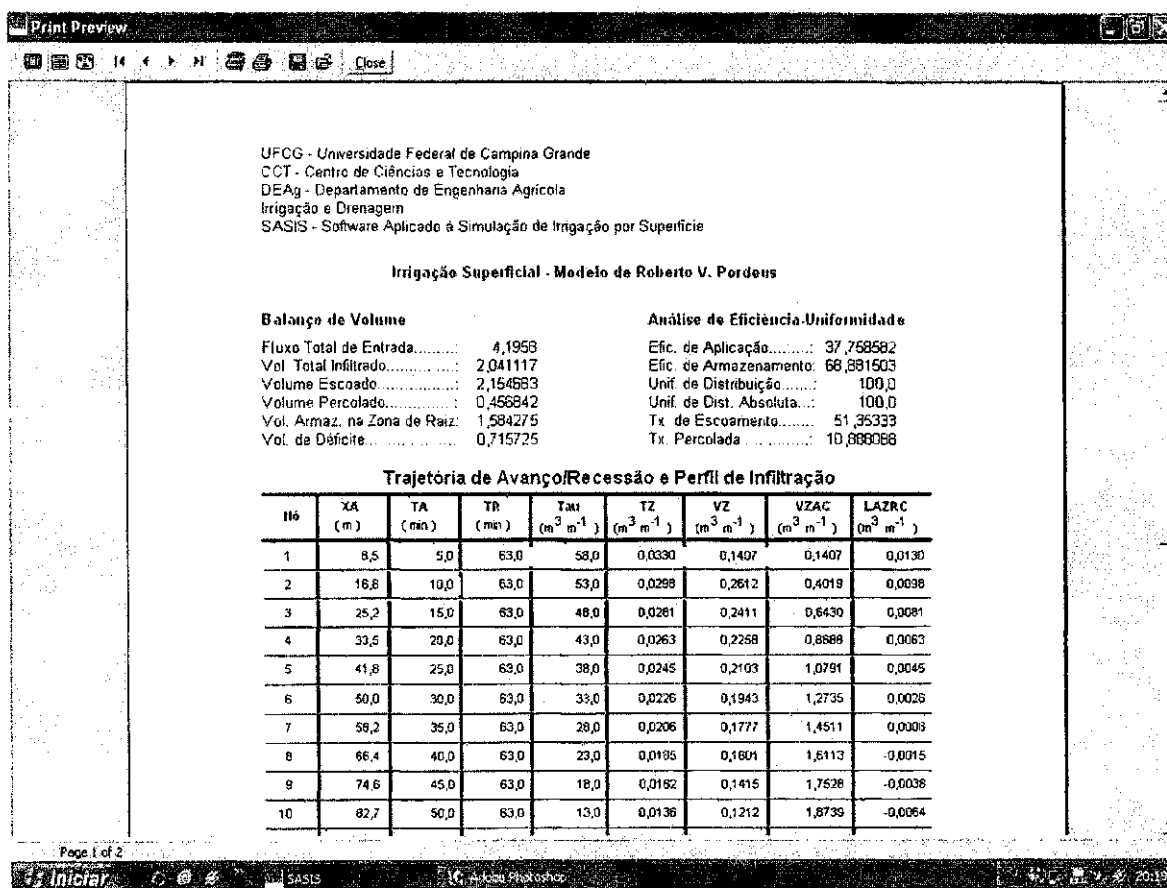 Print Preview
Close
UFCG - Universidade Federal de Campina Grande
CCT - Centro de Ciências e Tecnologia
DEAg - Departamento de Engenharia Agrícola
Irrigação e Drenagem
SASIS - Software Aplicado à Simulação de Irrigação por Superfície
Irrigação Superficial - Modelo de Roberto V. Pordeus
Balanço de Volume
Análise de Eficiência-Uniformidade
Fluxo Total de Entrada.........: 4,1958
Efic. de Aplicação.........: 37,758582
Vol. Total Infiltrado..............: 2,041117
Efic. de Armazenamento: 68,881503
Volume Escoado.................: 2,154683
Unif. de Distribuição.......: 100,0
Volume Percolado..............: 0,456842
Unif. de Dist. Absoluta...: 100,0
Vol. Armaz. na Zona de Raiz: 1,584275
Tx. de Escoamento........ 51,35333
Vol. de Déficite................... 0,715725
Tx. Percolada ..............: 10,888088
Trajetória de Avanço/Recessão e Perfil de Infiltração
Nó XA (m) TA (min) TR (min) Tau (m³ m⁻¹) TZ (m³ m⁻¹) VZ (m³ m⁻¹) VZAC (m³ m⁻¹) LAZRC (m³ m⁻¹)
1 8,5 5,0 63,0 58,0 0,0330 0,1407 0,1407 0,0130
2 16,8 10,0 63,0 53,0 0,0298 0,2612 0,4019 0,0098
3 25,2 15,0 63,0 48,0 0,0281 0,2411 0,6430 0,0081
4 33,5 20,0 63,0 43,0 0,0263 0,2258 0,8688 0,0063
5 41,8 25,0 63,0 38,0 0,0245 0,2103 1,0791 0,0045
6 50,0 30,0 63,0 33,0 0,0226 0,1943 1,2735 0,0026
7 58,2 35,0 63,0 28,0 0,0206 0,1777 1,4511 0,0006
8 66,4 40,0 63,0 23,0 0,0185 0,1601 1,6113 -0,0015
9 74,6 45,0 63,0 18,0 0,0162 0,1415 1,7528 -0,0038
10 82,7 50,0 63,0 13,0 0,0136 0,1212 1,8739 -0,0064
Page 1 of 2
Iniciar
SASIS
Adobe Photoshop